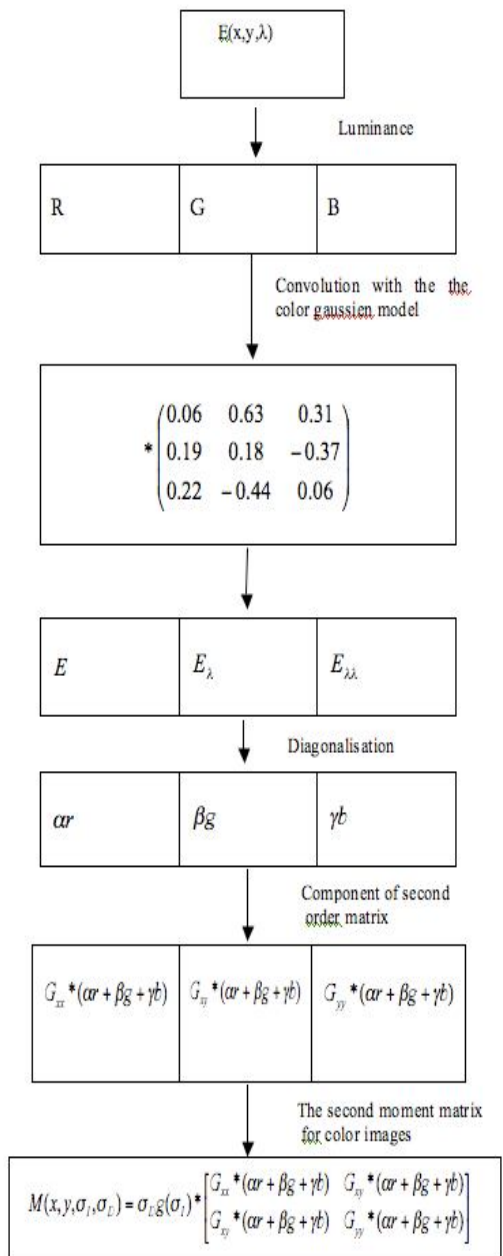 E(x,y,λ)
Luminance
R G B
Convolution with the the
color gaussien model
* (0.06 0.63 0.31
0.19 0.18 −0.37
0.22 −0.44 0.06)
E E_λ E_λλ
Diagonalisation
αr βg γb
Component of second
order matrix
G_xx *(αr + βg + γb) G_xy *(αr + βg + γb) G_yy *(αr + βg + γb)
The second moment matrix
for color images
M(x,y,σ_I,σ_D) = σ_D g(σ_I) * [G_xx *(αr + βg + γb) G_xy *(αr + βg + γb)
G_xy *(αr + βg + γb) G_yy *(αr + βg + γb)]